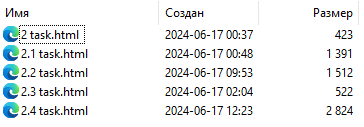 Имя Создан Размер
2 task.html 2024-06-17 00:37 423
2.1 task.html 2024-06-17 00:48 1 391
2.2 task.html 2024-06-17 09:53 1 512
2.3 task.html 2024-06-17 02:04 522
2.4 task.html 2024-06-17 12:23 2 824